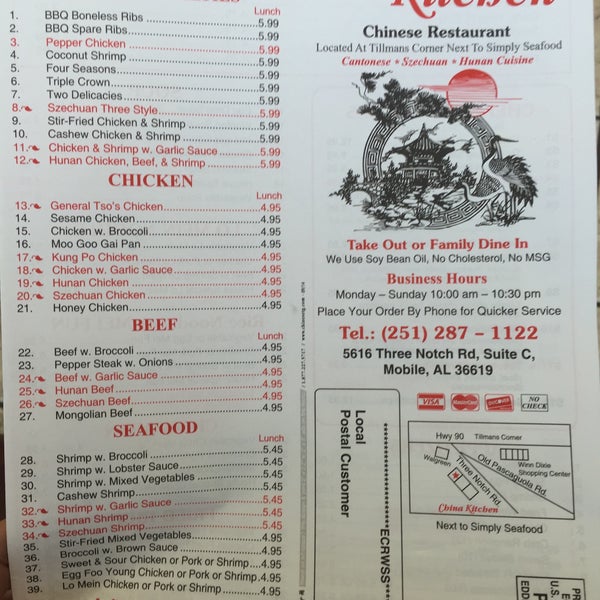 Lunch
1. BBQ Boneless Ribs 5.99
2. BBQ Spare Ribs 5.99
3. Pepper Chicken 5.99
4. Coconut Shrimp 5.99
5. Four Seasons 5.99
6. Triple Crown 5.99
7. Two Delicacies 5.99
8. Szechuan Three Style 5.99
9. Stir-Fried Chicken & Shrimp 5.99
10. Cashew Chicken & Shrimp 5.99
11. Chicken & Shrimp w. Garlic Sauce 5.99
12. Hunan Chicken, Beef, & Shrimp 5.99
CHICKEN
Lunch
13. General Tso's Chicken 4.95
14. Sesame Chicken 4.95
15. Chicken w. Broccoli 4.95
16. Moo Goo Gai Pan 4.95
17. Kung Po Chicken 4.95
18. Chicken w. Garlic Sauce 4.95
19. Hunan Chicken 4.95
20. Szechuan Chicken 4.95
21. Honey Chicken 4.95
BEEF
Lunch
22. Beef w. Broccoli 4.95
23. Pepper Steak w. Onions 4.95
24. Beef w. Garlic Sauce 4.95
25. Hunan Beef 4.95
26. Szechuan Beef 4.95
27. Mongolian Beef 4.95
SEAFOOD
Lunch
28. Shrimp w. Broccoli 5.45
29. Shrimp w. Lobster Sauce 5.45
30. Shrimp w. Mixed Vegetables 5.45
31. Cashew Shrimp 5.45
32. Shrimp w. Garlic Sauce 5.45
33. Hunan Shrimp 5.45
34. Szechuan Shrimp 5.45
35. Stir-Fried Mixed Vegetables 4.95
36. Broccoli w. Brown Sauce 4.95
37. Sweet & Sour Chicken or Pork or Shrimp 4.95
38. Egg Foo Young Chicken or Pork or Shrimp 4.95
39. Lo Mein Chicken or Pork or Shrimp 4.95
Kitchen
Chinese Restaurant
Located At Tillmans Corner Next To Simply Seafood
Cantonese * Szechuan * Hunan Cuisine
Take Out or Family Dine In
We Use Soy Bean Oil, No Cholesterol, No MSG
Business Hours
Monday – Sunday 10:00 am – 10:30 pm
Place Your Order By Phone for Quicker Service
Tel.: (251) 287 – 1122
5616 Three Notch Rd, Suite C,
Mobile, AL 36619
VISA MasterCard DISCOVER NO CHECK
Local
Postal Customer
ECRWSS
Hwy 90 Tillmans Corner
Walgreen
Three Notch Rd
Old Pascagoula Rd
Winn Dixie
Shopping Center
China Kitchen
Next to Simply Seafood
U.S.
EDD